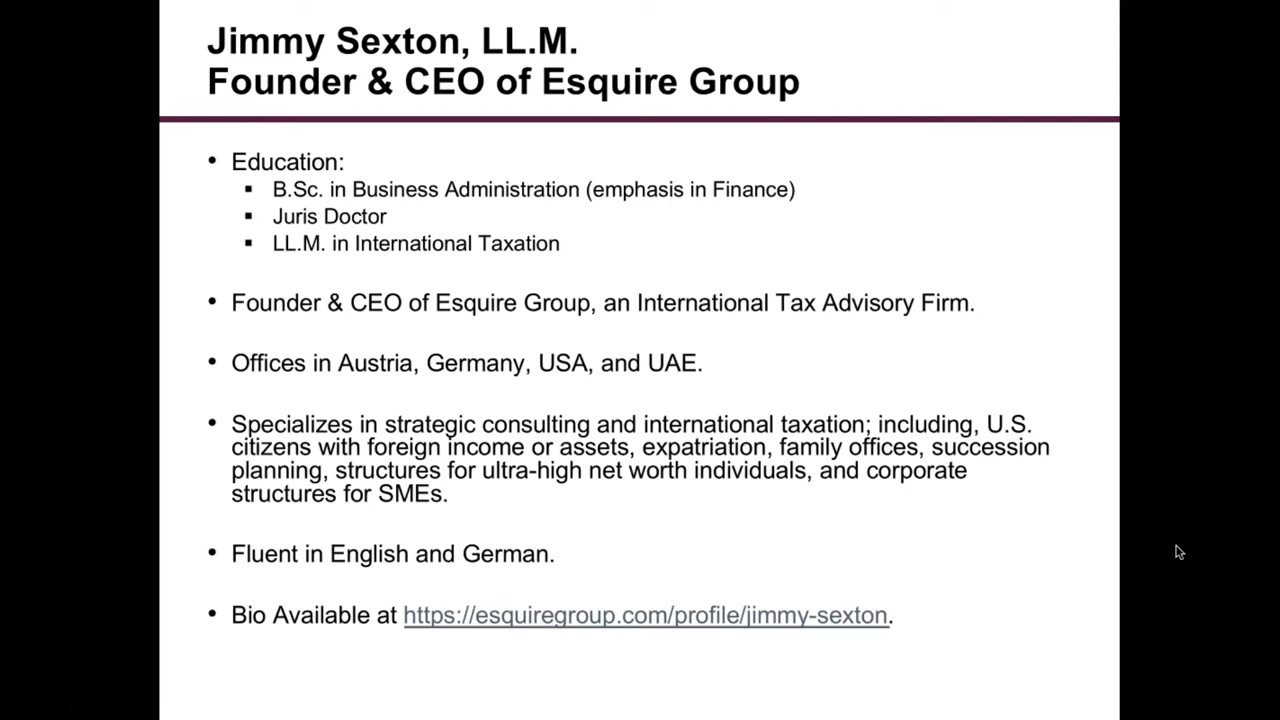 Jimmy Sexton, LL.M.
Founder & CEO of Esquire Group
• Education:
▪ B.Sc. in Business Administration (emphasis in Finance)
▪ Juris Doctor
▪ LL.M. in International Taxation
• Founder & CEO of Esquire Group, an International Tax Advisory Firm.
• Offices in Austria, Germany, USA, and UAE.
• Specializes in strategic consulting and international taxation; including, U.S.
citizens with foreign income or assets, expatriation, family offices, succession
planning, structures for ultra-high net worth individuals, and corporate
structures for SMEs.
• Fluent in English and German.
• Bio Available at https://esquiregroup.com/profile/jimmy-sexton.